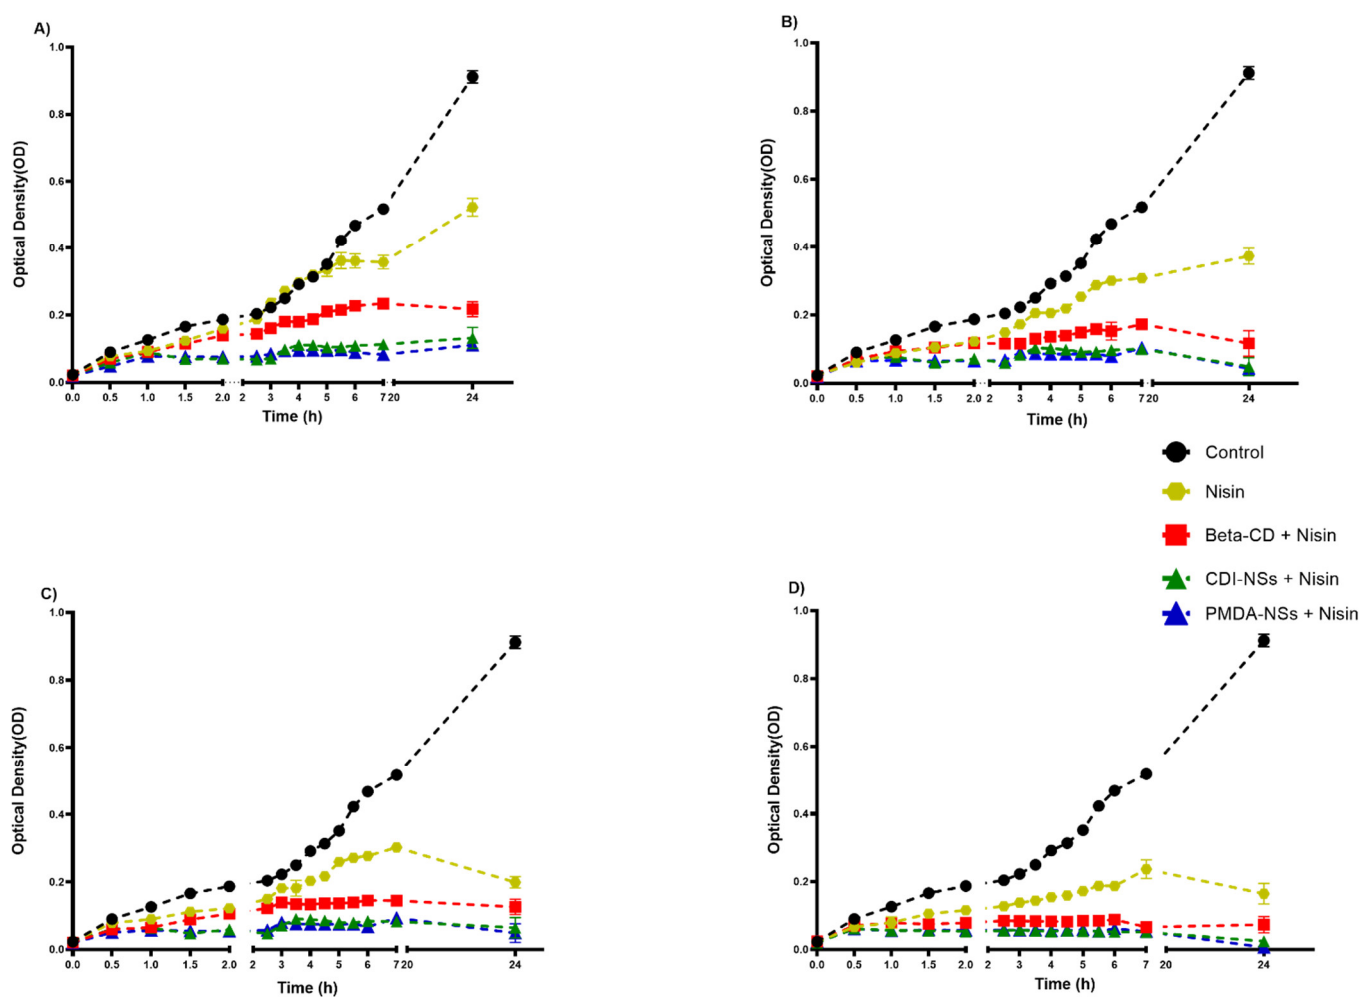 A)
1.0
0.8
0.6
0.4
0.2
0.0
Optical Density(OD)
0.0 0.5 1.0 1.5 2.0 2 3 4 5 6 7 20 24
Time (h)
B)
1.0
0.8
0.6
0.4
0.2
0.0
Optical Density(OD)
0.0 0.5 1.0 1.5 2.0 2 3 4 5 6 7 20 24
Time (h)
Control
Nisin
Beta-CD + Nisin
CDI-NSs + Nisin
PMDA-NSs + Nisin
C)
1.0
0.8
0.6
0.4
0.2
0.0
Optical Density(OD)
0.0 0.5 1.0 1.5 2.0 2 3 4 5 6 7 20 24
Time (h)
D)
1.0
0.8
0.6
0.4
0.2
0.0
Optical Density(OD)
0.0 0.5 1.0 1.5 2.0 2 3 4 5 6 7 20 24
Time (h)